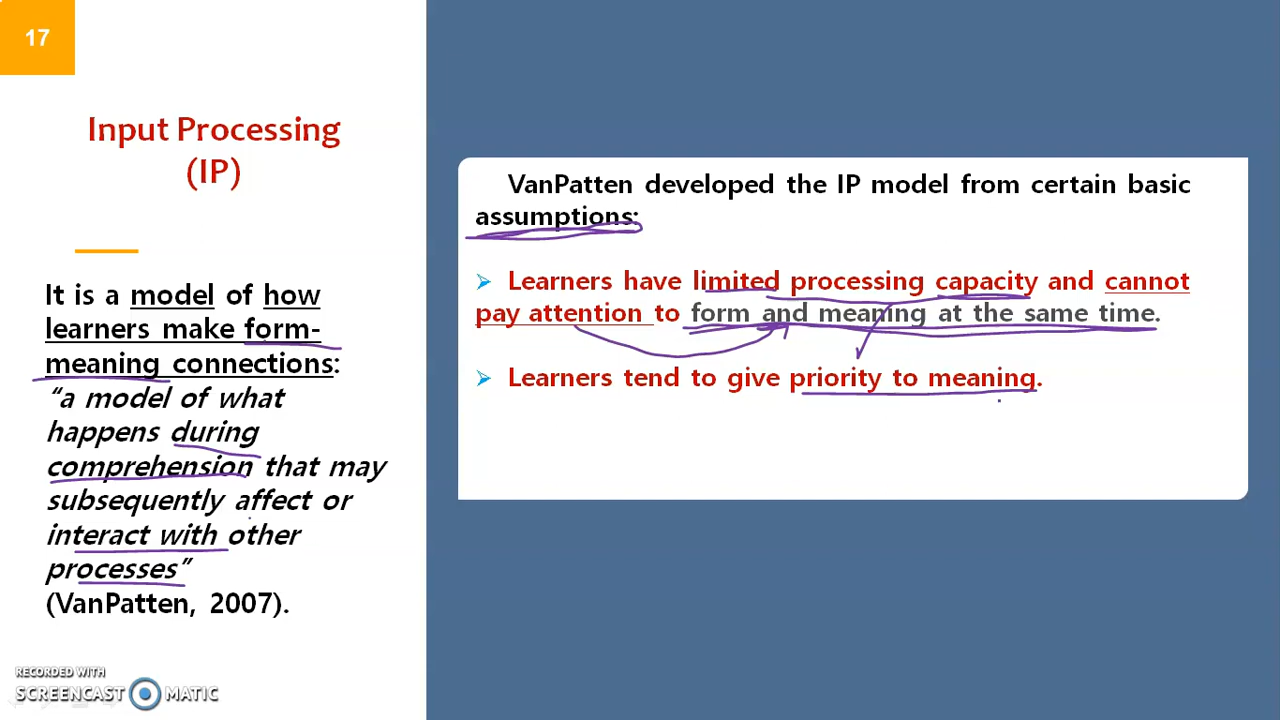 17
Input Processing
(IP)
It is a model of how
learners make form-
meaning connections:
“a model of what
happens during
comprehension that may
subsequently affect or
interact with other
processes”
(VanPatten, 2007).
VanPatten developed the IP model from certain basic
assumptions:
➢ Learners have limited processing capacity and cannot
pay attention to form and meaning at the same time.
➢ Learners tend to give priority to meaning.
RECORDED WITH
SCREENCAST MATIC